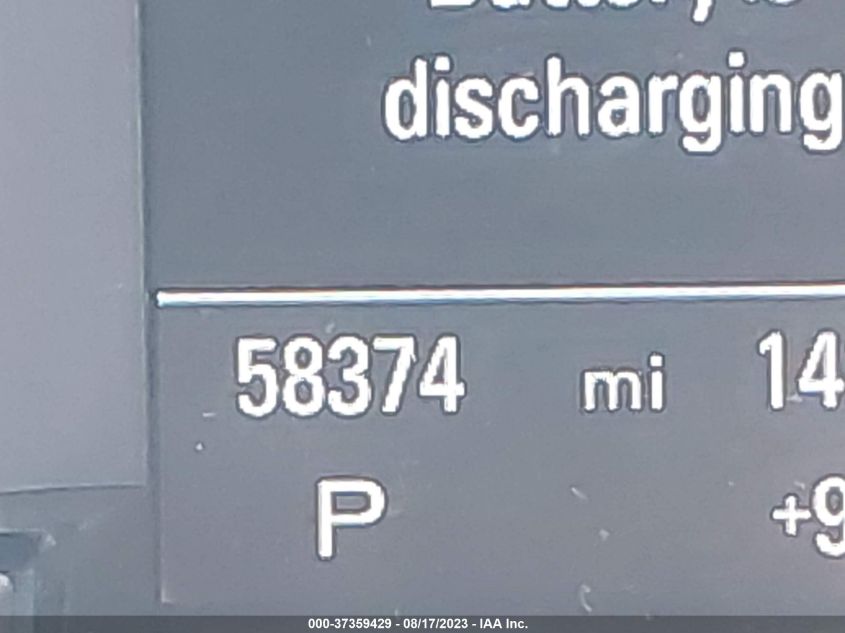 discharging
58374 mi 14
P +9
000-37359429 - 08/17/2023 - IAA Inc.